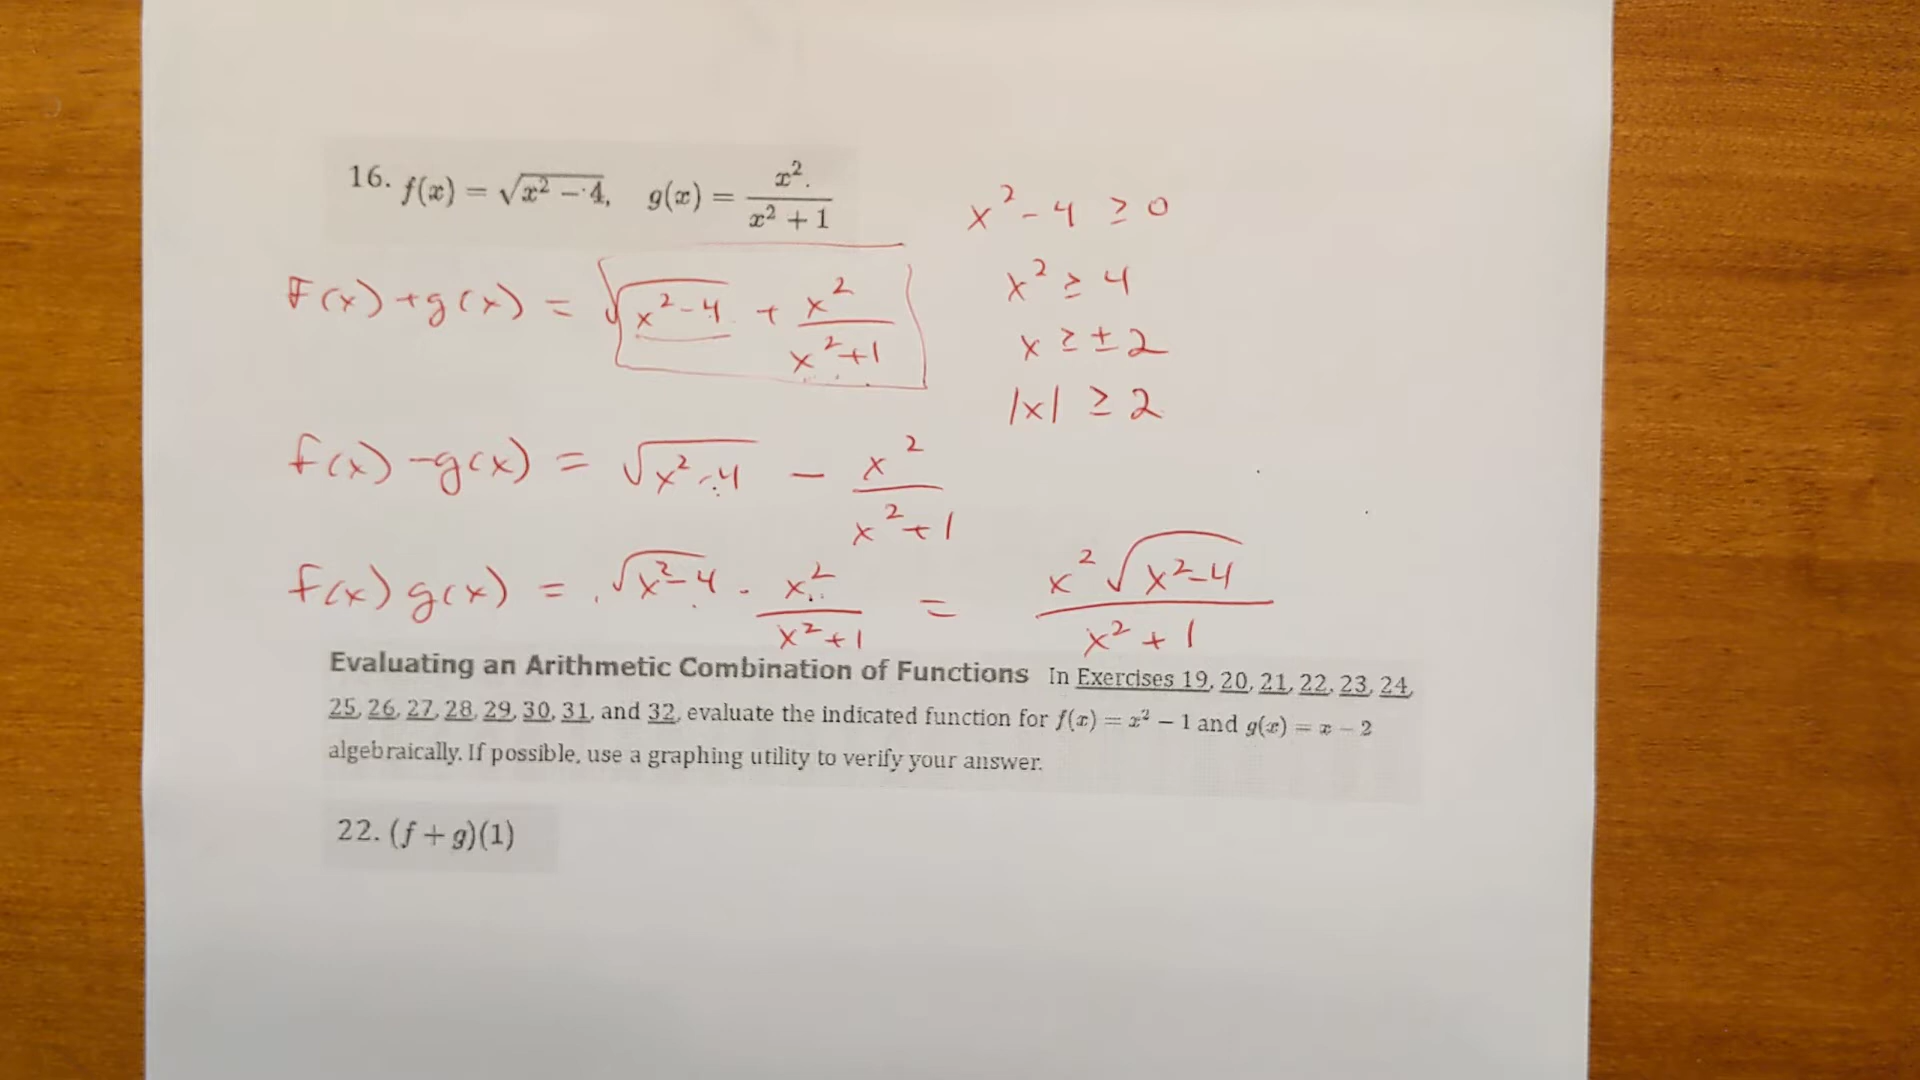 16. f(x) = √(x² − 4), g(x) = x²/(x² + 1)
x² - 4 ≥ 0
x² ≥ 4
x ≥ ± 2
|x| ≥ 2
F(x) + g(x) = √(x² - 4) + x²/(x² + 1)
f(x) - g(x) = √(x² - 4) - x²/(x² + 1)
f(x) g(x) = √(x² - 4) · x²/(x² + 1) = x²√(x² - 4)/(x² + 1)
Evaluating an Arithmetic Combination of Functions In Exercises 19, 20, 21, 22, 23, 24,
25, 26, 27, 28, 29, 30, 31, and 32, evaluate the indicated function for f(x) = x² − 1 and g(x) = x − 2
algebraically. If possible, use a graphing utility to verify your answer.
22. (f + g)(1)